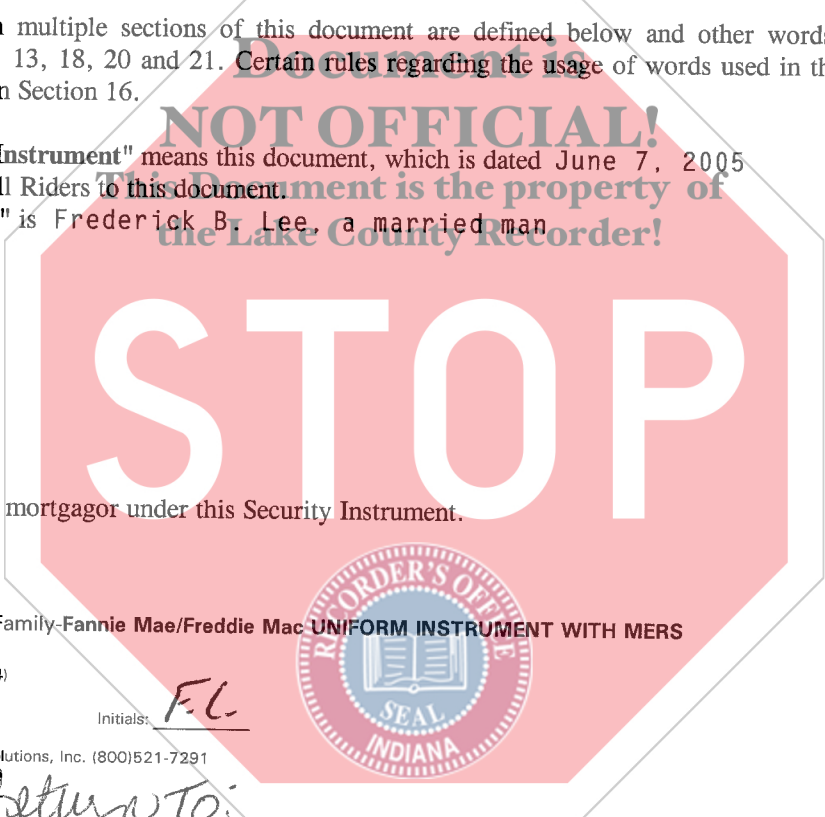 multiple sections of this document are defined below and other words
13, 18, 20 and 21. Certain rules regarding the usage of words used in th
n Section 16.
Document is
NOT OFFICIAL!
This Document is the property of
the Lake County Recorder!
Instrument" means this document, which is dated June 7, 2005
ll Riders to this document.
" is Frederick B. Lee, a married man
STOP
mortgagor under this Security Instrument.
RECORDER'S OFFICE
SEAL
INDIANA
Family-Fannie Mae/Freddie Mac UNIFORM INSTRUMENT WITH MERS
Initials: F.L.
lutions, Inc. (800)521-7291
Return To: